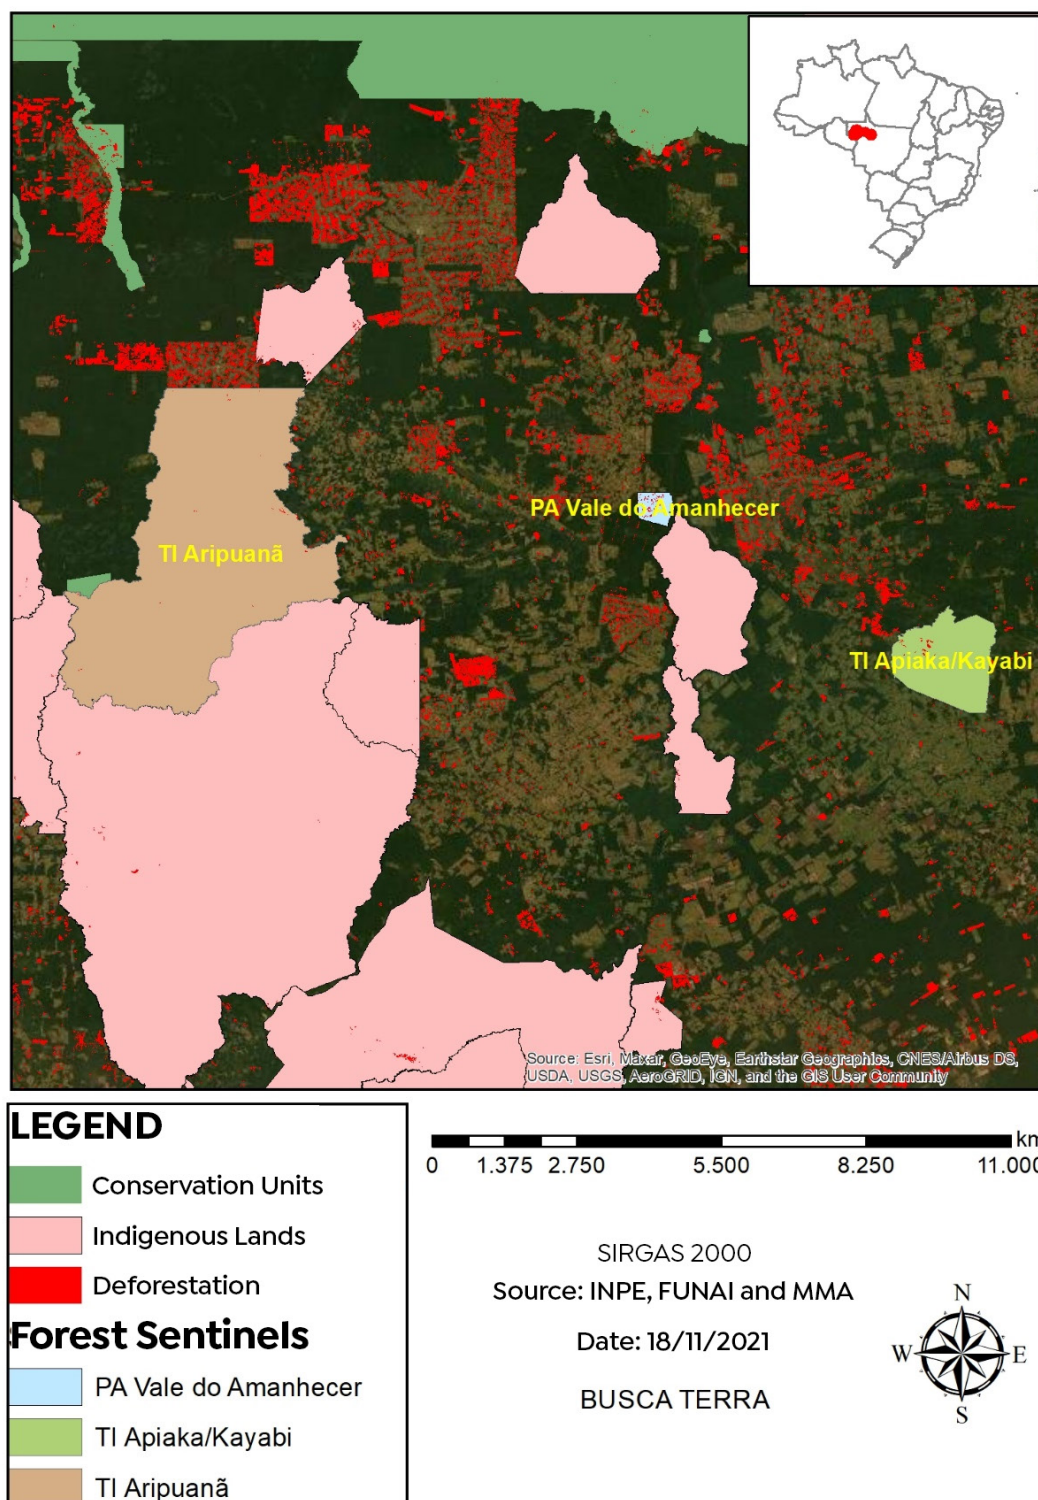 PA Vale do Amanhecer
TI Aripuanã
TI Apiaka/Kayabi
Source: Esri, Maxar, GeoEye, Earthstar Geographics, CNES/Airbus DS,
USDA, USGS, AeroGRID, IGN, and the GIS User Community
LEGEND
Conservation Units
Indigenous Lands
Deforestation
Forest Sentinels
PA Vale do Amanhecer
TI Apiaka/Kayabi
TI Aripuanã
km
0 1.375 2.750 5.500 8.250 11.000
SIRGAS 2000
Source: INPE, FUNAI and MMA
Date: 18/11/2021
BUSCA TERRA
N
W E
S